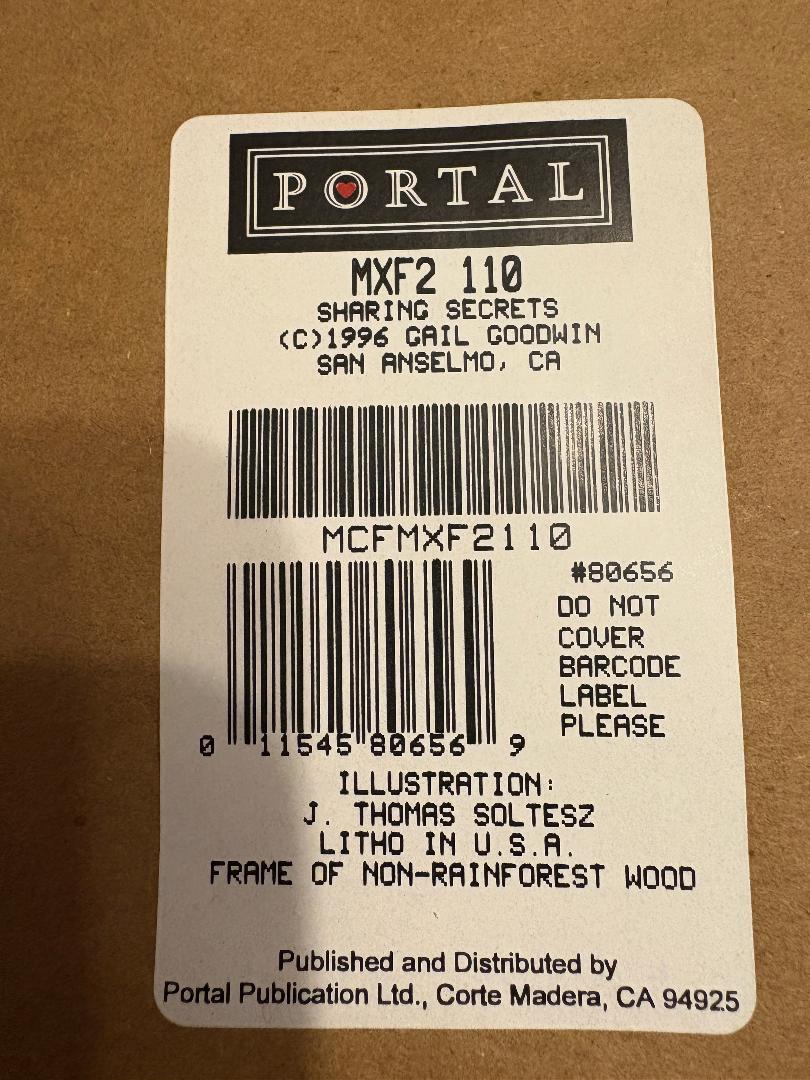 PORTAL
MXF2 110
SHARING SECRETS
(C)1996 GAIL GOODWIN
SAN ANSELMO, CA
MCFMXF2110
#80656
DO NOT
COVER
BARCODE
LABEL
PLEASE
0 11545 80656 9
ILLUSTRATION:
J. THOMAS SOLTESZ
LITHO IN U.S.A.
FRAME OF NON-RAINFOREST WOOD
Published and Distributed by
Portal Publication Ltd., Corte Madera, CA 94925